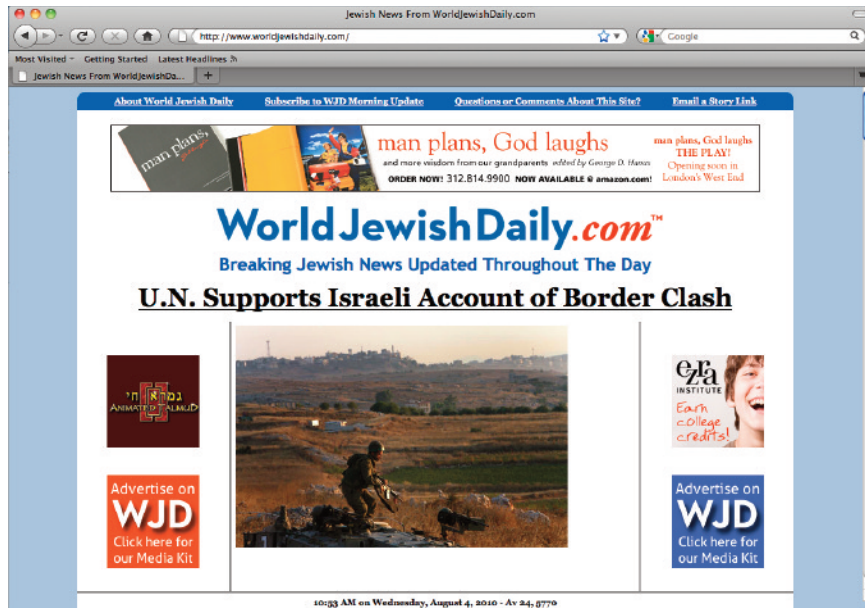 Jewish News From WorldJewishDaily.com
http://www.worldjewishdaily.com/
Google
Most Visited
Getting Started
Latest Headlines
Jewish News From WorldJewishDa...
+
About World Jewish Daily
Subscribe to WJD Morning Update
Questions or Comments About This Site?
Email a Story Link
man plans,
man plans, God laughs
and more wisdom from our grandparents edited by George D. Hanus
ORDER NOW! 312.814.9900 NOW AVAILABLE @ amazon.com!
man plans, God laughs
THE PLAY!
Opening soon in
London's West End
WorldJewishDaily.com™
Breaking Jewish News Updated Throughout The Day
U.N. Supports Israeli Account of Border Clash
גמרא חי
ANIMATED TALMUD
Advertise on
WJD
Click here for
our Media Kit
ezra
INSTITUTE
Earn
college
credits!
Advertise on
WJD
Click here for
our Media Kit
10:53 AM on Wednesday, August 4, 2010 - Av 24, 5770